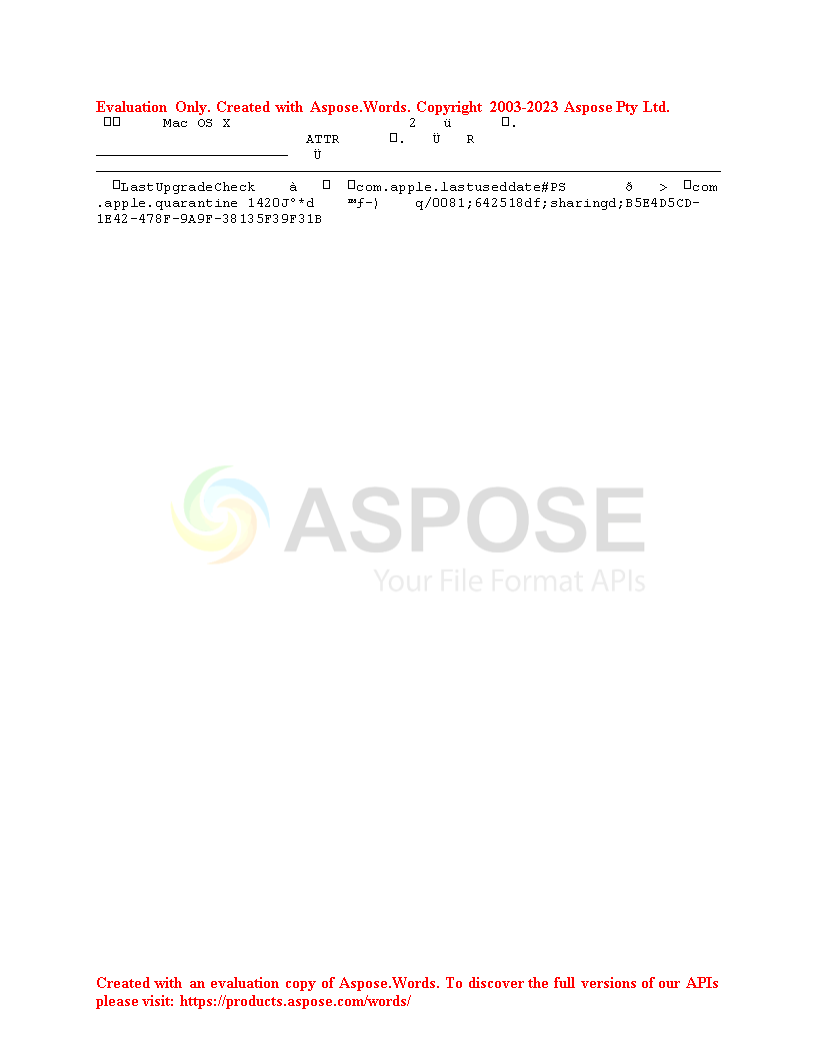 Evaluation Only. Created with Aspose.Words. Copyright 2003-2023 Aspose Pty Ltd.
□□ Mac OS X 2 ü □.
ATTR □. Ü R
Ü
□LastUpgradeCheck à □ □com.apple.lastuseddate#PS ð > □com
.apple.quarantine 1420Jº*d ™ƒ-) q/0081;642518df;sharingd;B5E4D5CD-
1E42-478F-9A9F-38135F39F31B
ASPOSE
Your File Format APIs
Created with an evaluation copy of Aspose.Words. To discover the full versions of our APIs
please visit: https://products.aspose.com/words/